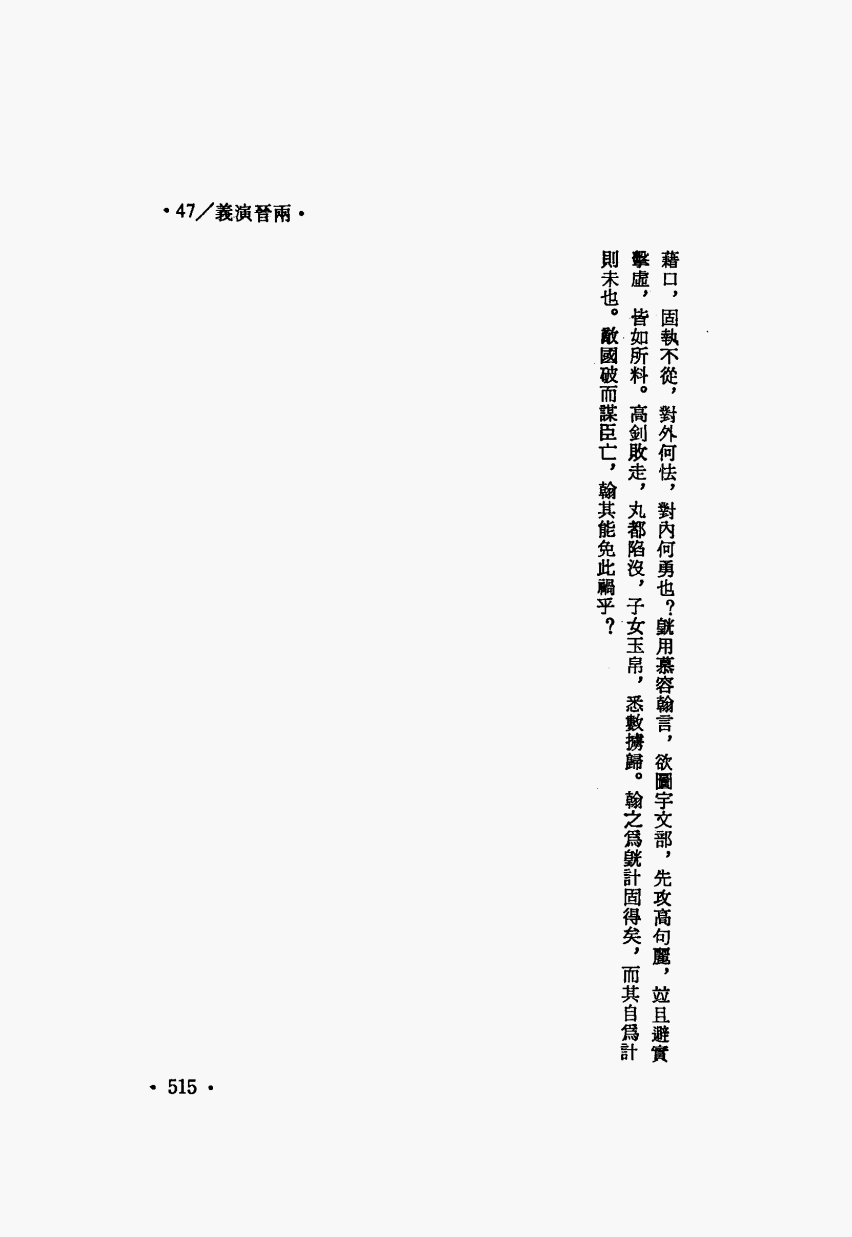 •47／義演晉兩•
藉口，固執不從，對外何怯，對內何勇也？皝用慕容翰言，欲圖宇文部，先攻高句麗，竝且避實
擊虛，皆如所料。高釗敗走，丸都陷沒，子女玉帛，悉數擄歸。翰之爲皝計固得矣，而其自爲計
則未也。敵國破而謀臣亡，翰其能免此禍乎？
• 515 •